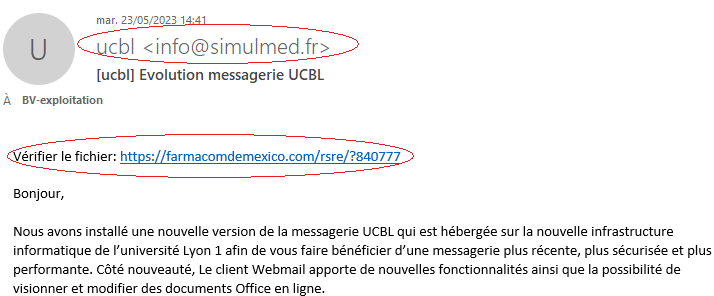 mar. 23/05/2023 14:41
U
ucbl <info@simulmed.fr>
[ucbl] Evolution messagerie UCBL
À BV-exploitation
Vérifier le fichier: https://farmacomdemexico.com/rsre/?840777
Bonjour,
Nous avons installé une nouvelle version de la messagerie UCBL qui est hébergée sur la nouvelle infrastructure
informatique de l’université Lyon 1 afin de vous faire bénéficier d’une messagerie plus récente, plus sécurisée et plus
performante. Côté nouveauté, Le client Webmail apporte de nouvelles fonctionnalités ainsi que la possibilité de
visionner et modifier des documents Office en ligne.